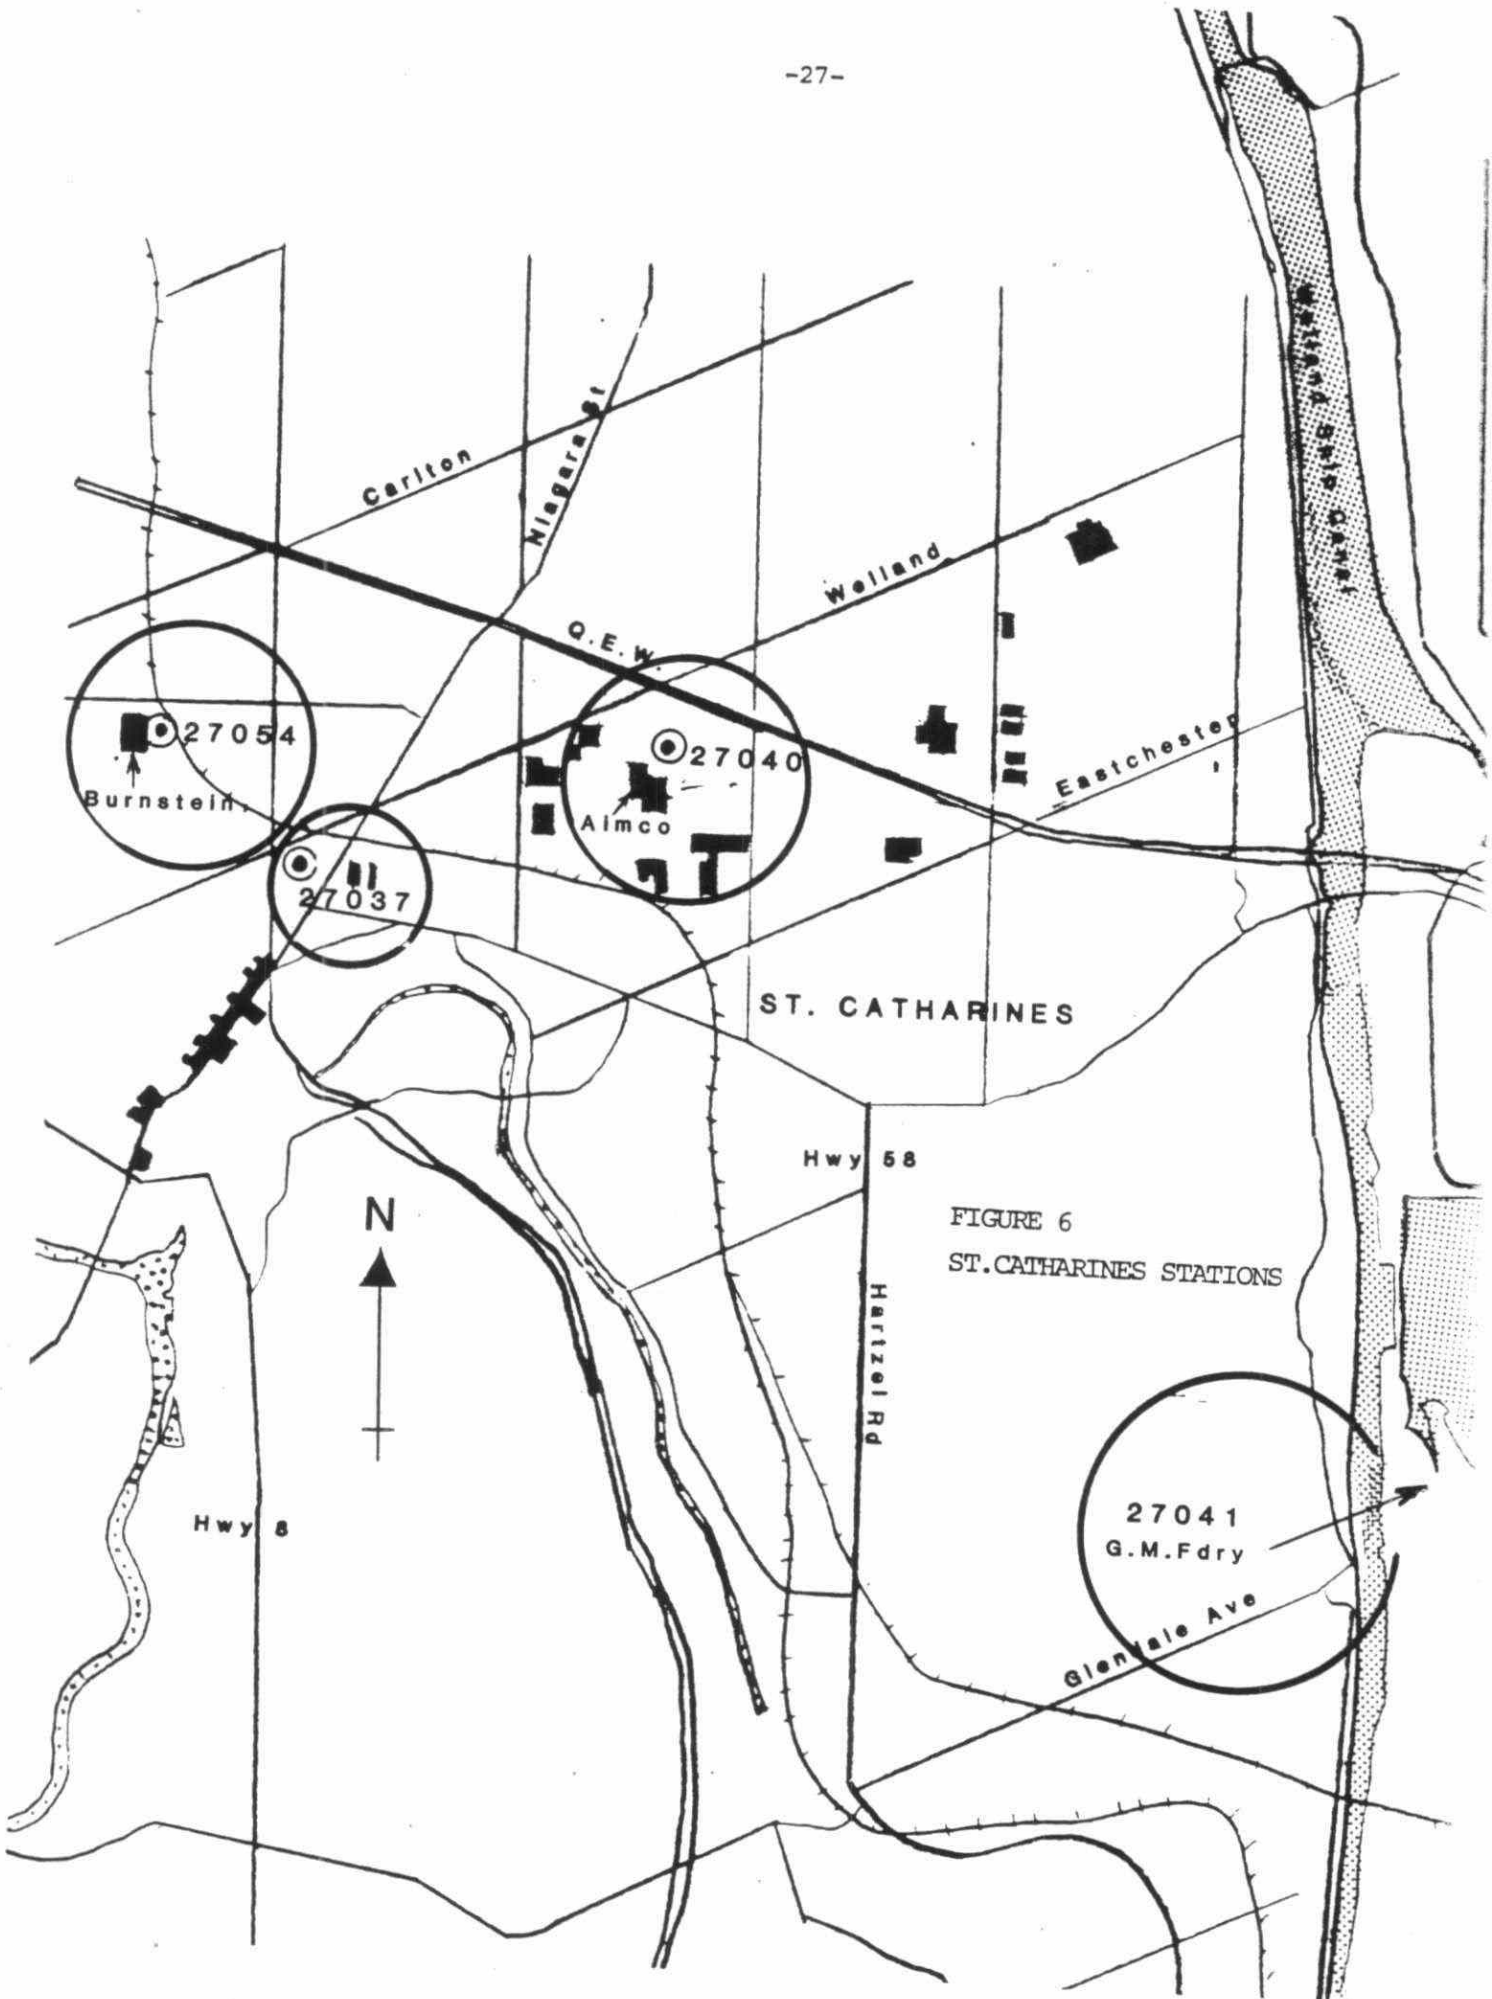 -27-
Welland Ship Canal
Carlton
Niagara St
Welland
Q.E.W.
27054
27040
Eastchester
Burnstein.
Aimco
27037
ST. CATHARINES
Hwy 58
N
FIGURE 6
ST.CATHARINES STATIONS
Hartzel Rd
27041
G.M.Fdry
Hwy 8
Glendale Ave